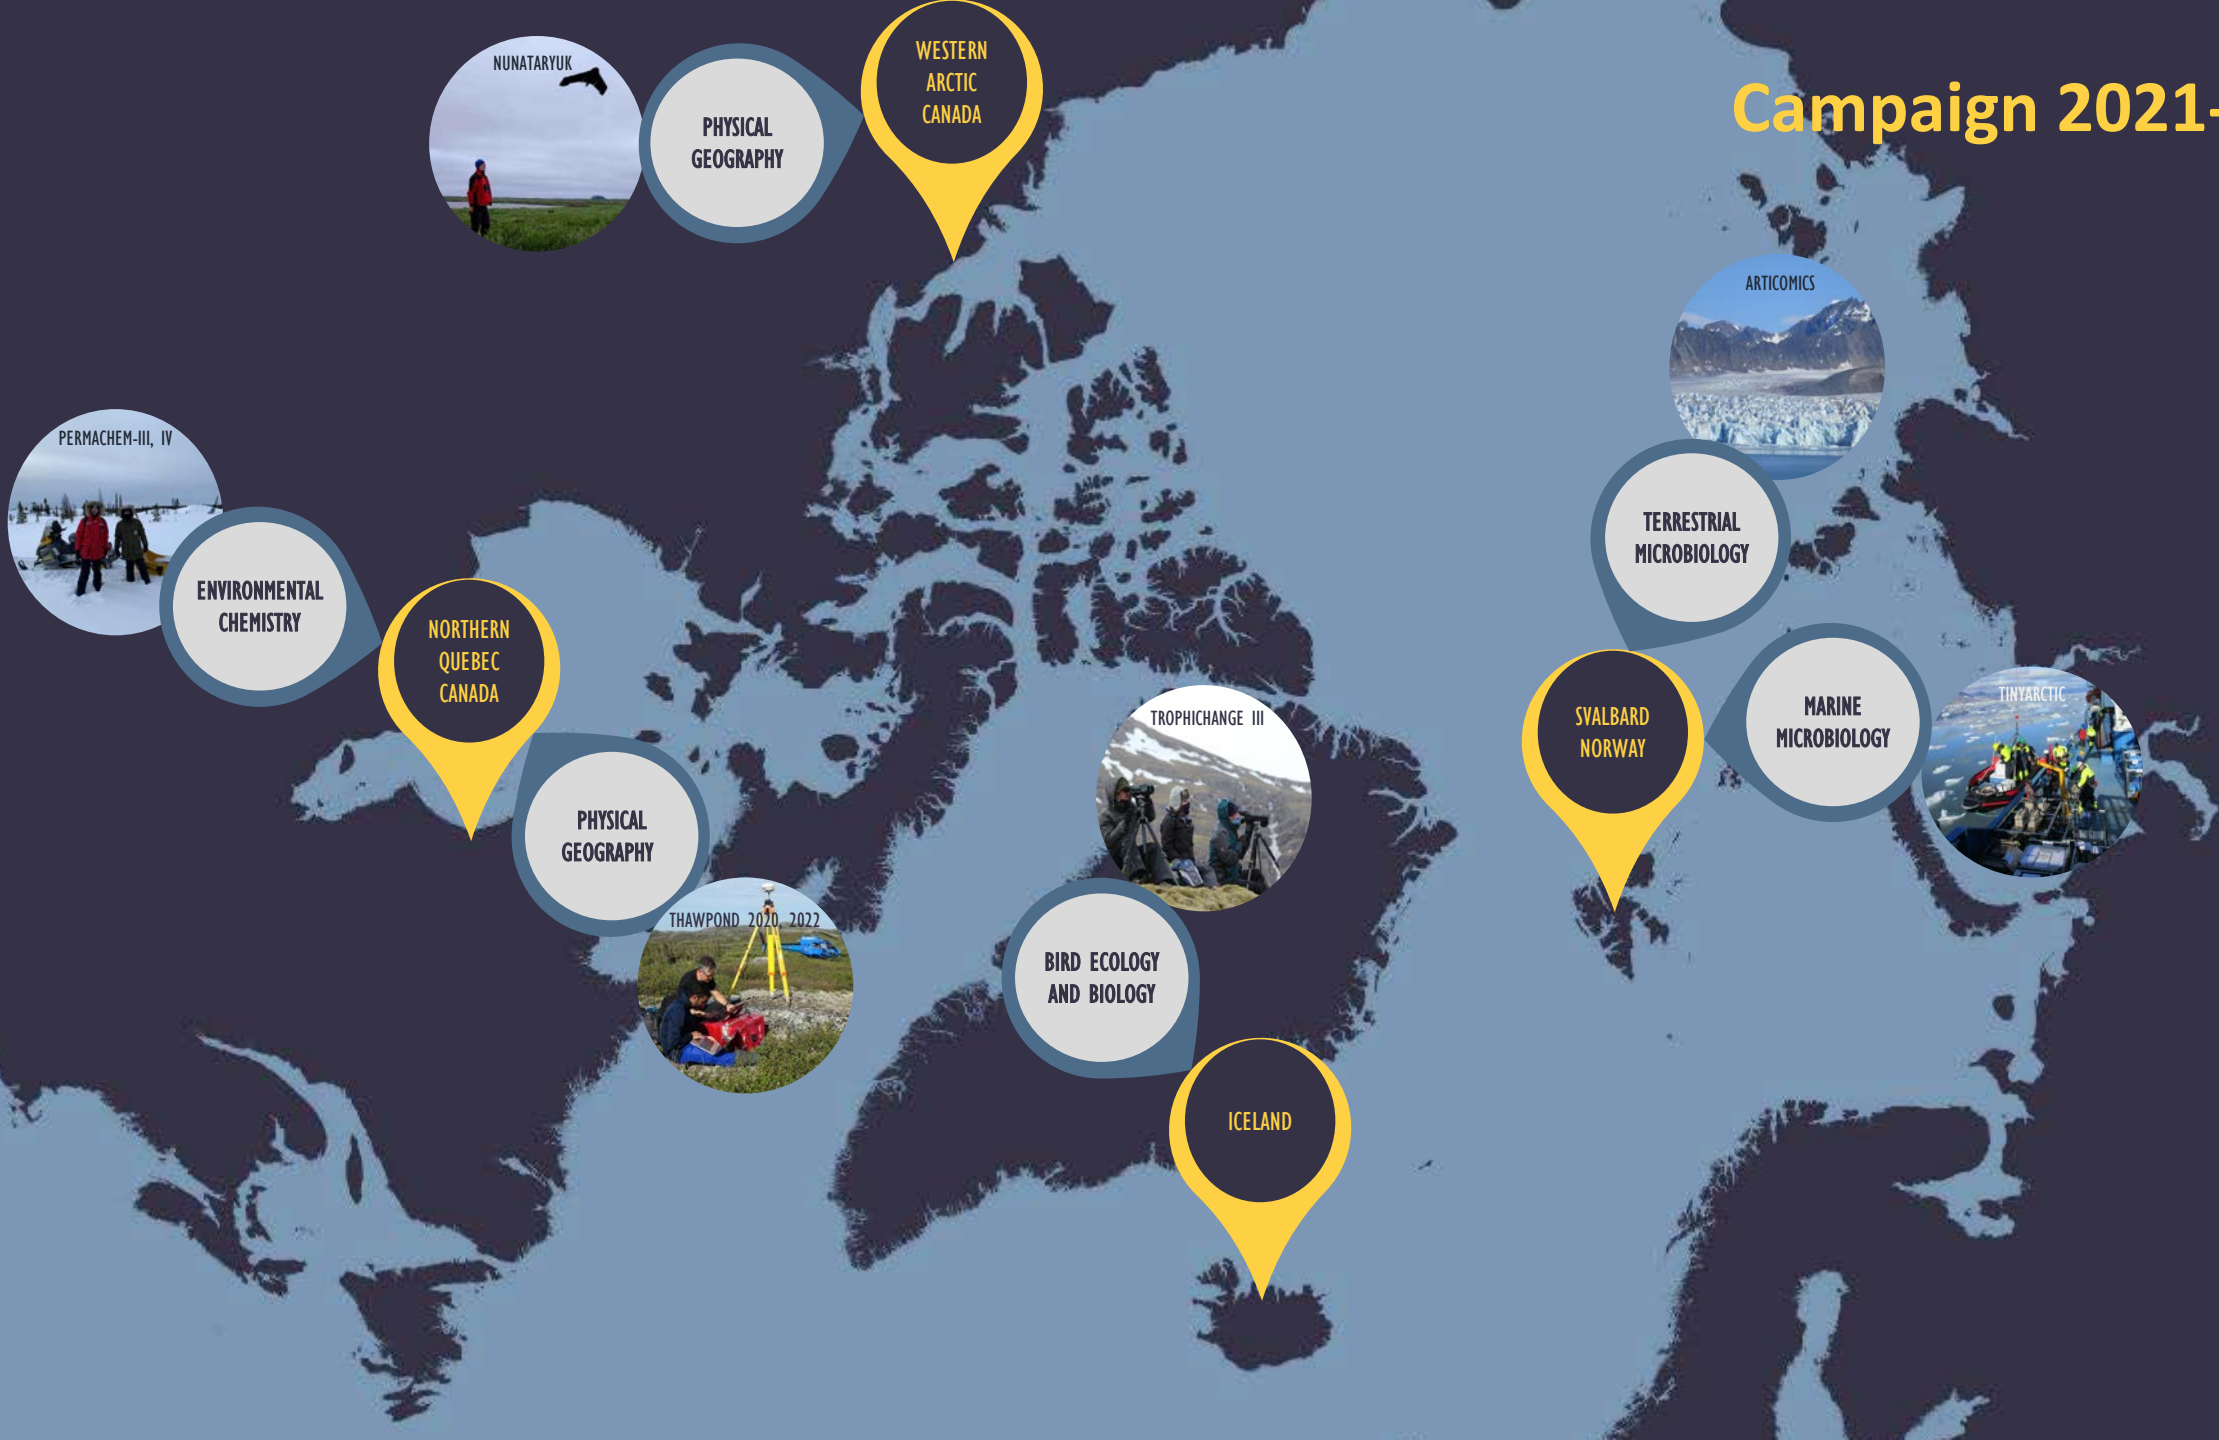 WESTERN
ARCTIC
CANADA
NUNATARYUK
Campaign 2021-
PHYSICAL
GEOGRAPHY
ARTICOMICS
PERMACHEM-III, IV
TERRESTRIAL
MICROBIOLOGY
ENVIRONMENTAL
CHEMISTRY
NORTHERN
QUEBEC
CANADA
TINYARCTIC
MARINE
MICROBIOLOGY
SVALBARD
NORWAY
TROPHICHANGE III
PHYSICAL
GEOGRAPHY
THAWPOND 2020, 2022
BIRD ECOLOGY
AND BIOLOGY
ICELAND